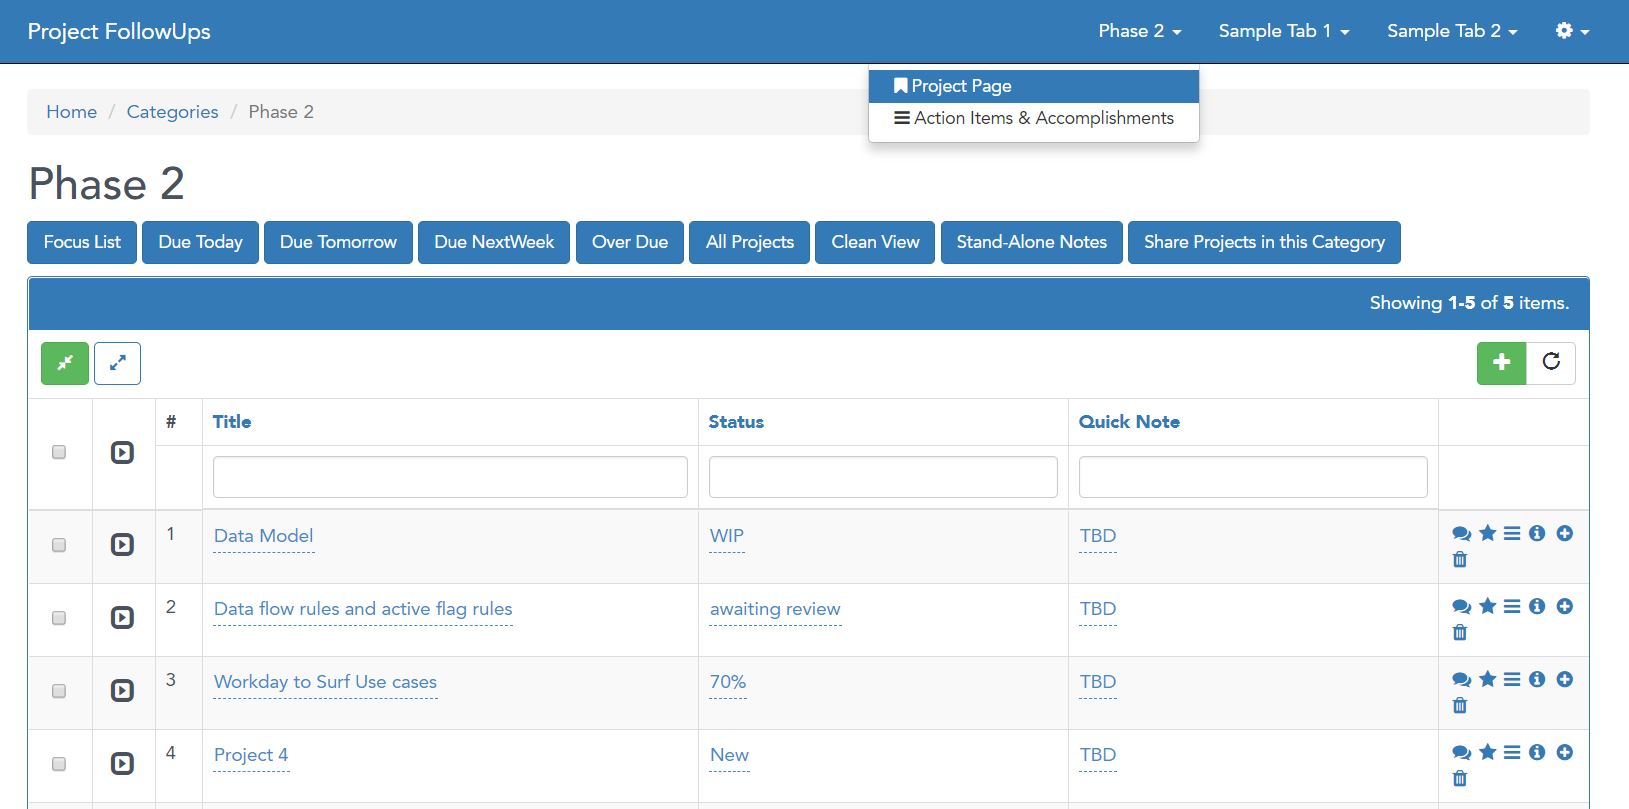 Project FollowUps
Phase 2 Sample Tab 1 Sample Tab 2
Project Page
Action Items & Accomplishments
Home / Categories / Phase 2
Phase 2
Focus List Due Today Due Tomorrow Due NextWeek Over Due All Projects Clean View Stand-Alone Notes Share Projects in this Category
Showing 1-5 of 5 items.
# Title Status Quick Note
1 Data Model WIP TBD
2 Data flow rules and active flag rules awaiting review TBD
3 Workday to Surf Use cases 70% TBD
4 Project 4 New TBD